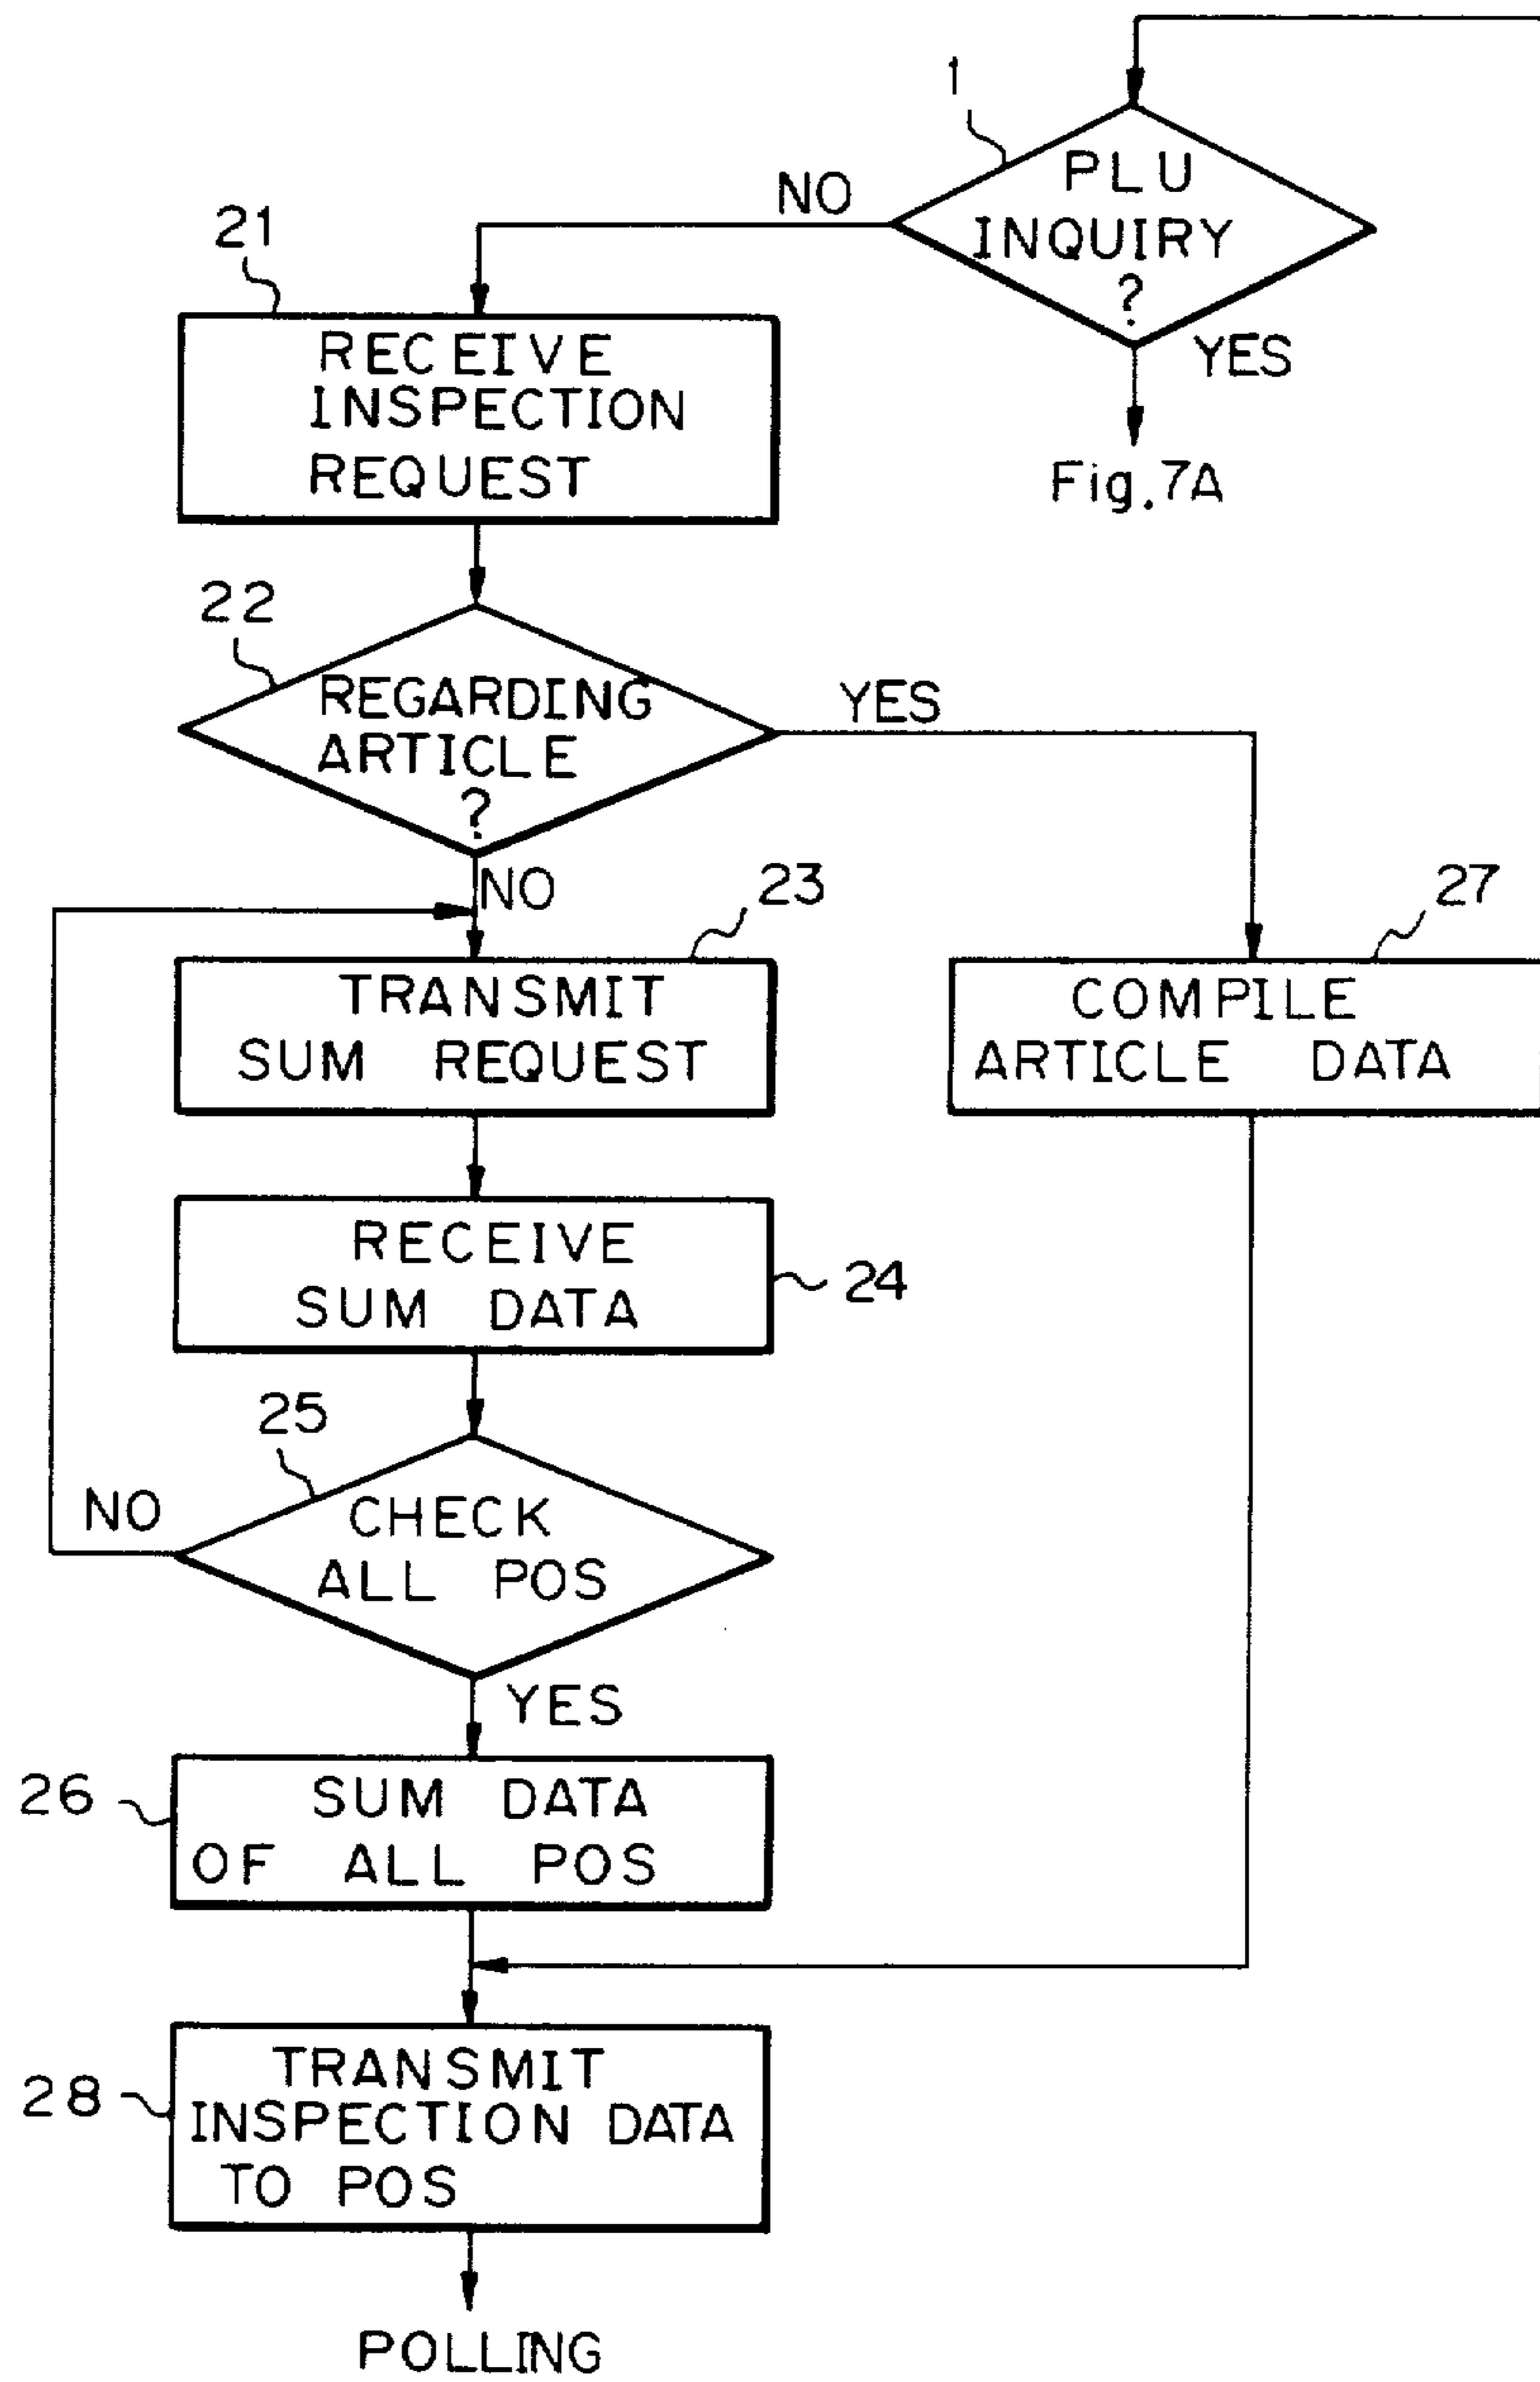 1
PLU
INQUIRY
?
NO
YES
Fig.7A
21
RECEIVE
INSPECTION
REQUEST
22
REGARDING
ARTICLE
?
YES
NO
23
TRANSMIT
SUM REQUEST
27
COMPILE
ARTICLE DATA
RECEIVE
SUM DATA
24
25
CHECK
ALL POS
NO
YES
26
SUM DATA
OF ALL POS
28
TRANSMIT
INSPECTION DATA
TO POS
POLLING